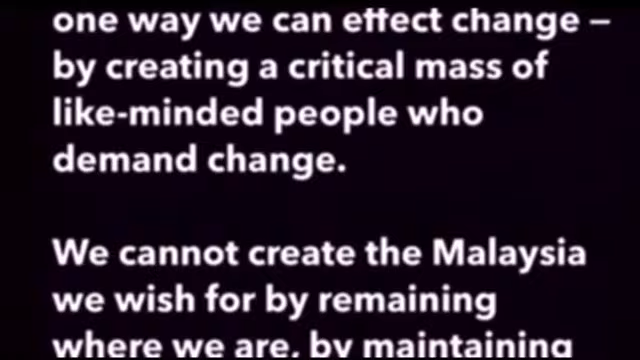 one way we can effect change –
by creating a critical mass of
like-minded people who
demand change.
We cannot create the Malaysia
we wish for by remaining
where we are, by maintaining